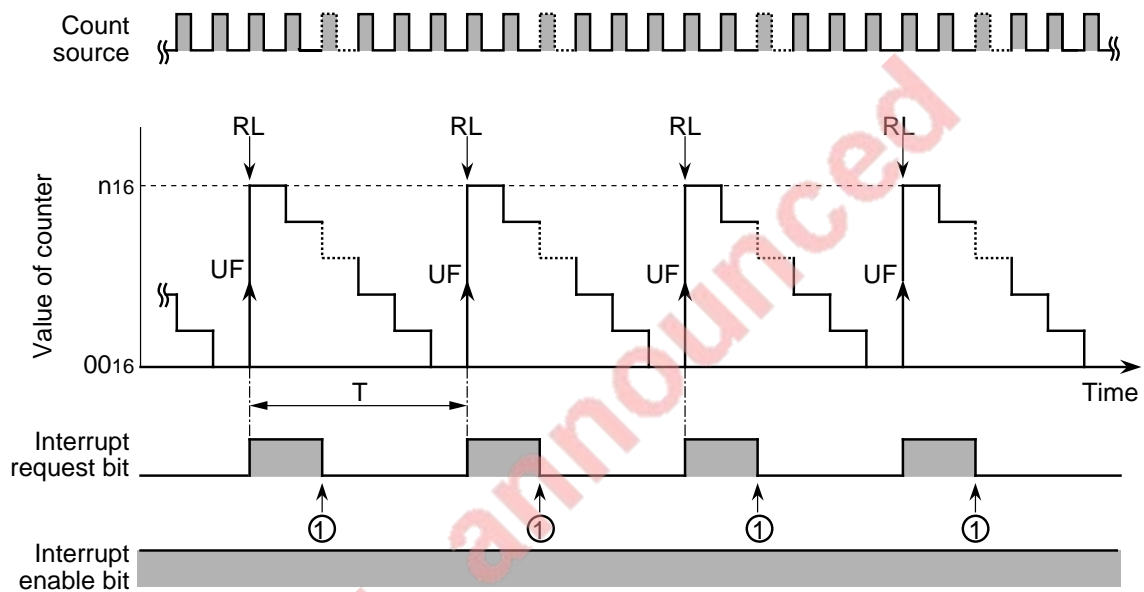 Count
source
RL RL RL RL
n16
Value of counter
UF UF UF UF
0016
T
Time
Interrupt
request bit
① ① ① ①
Interrupt
enable bit
announced